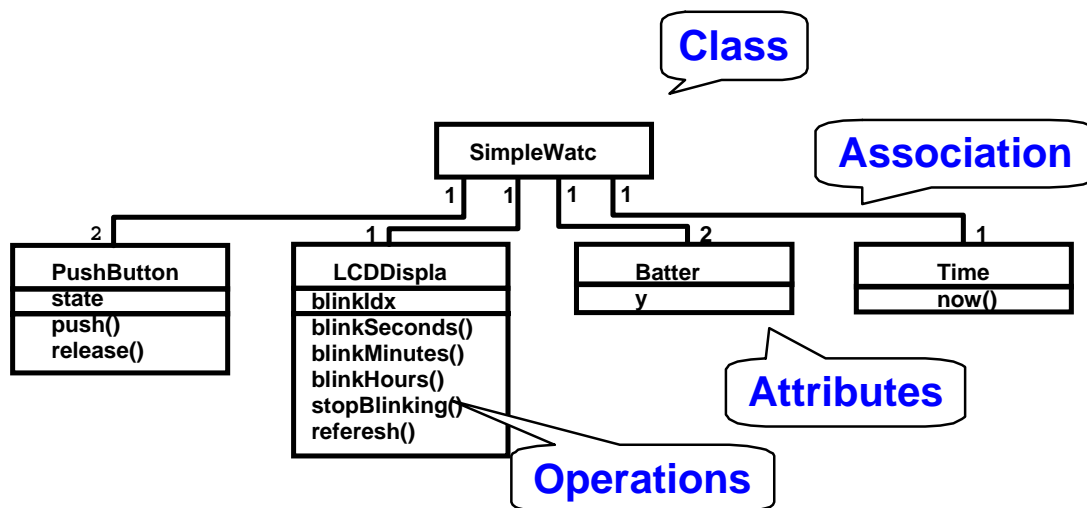 Class
SimpleWatc
Association
1 1 1 1
2 1 2 1
PushButton
state
push()
release()
LCDDispla
blinkIdx
blinkSeconds()
blinkMinutes()
blinkHours()
stopBlinking()
referesh()
Batter
y
Time
now()
Attributes
Operations